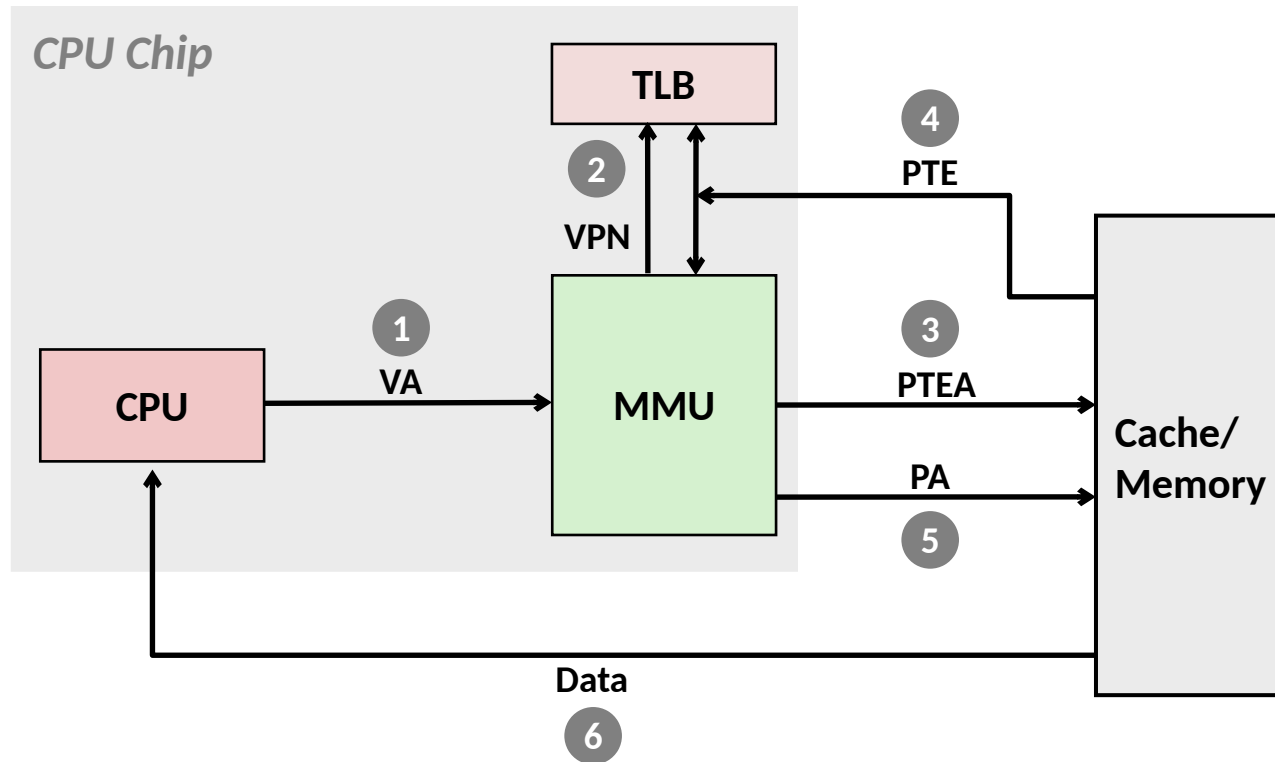 CPU Chip
TLB
4
PTE
2
VPN
1
VA
3
PTEA
CPU
MMU
Cache/
Memory
PA
5
Data
6